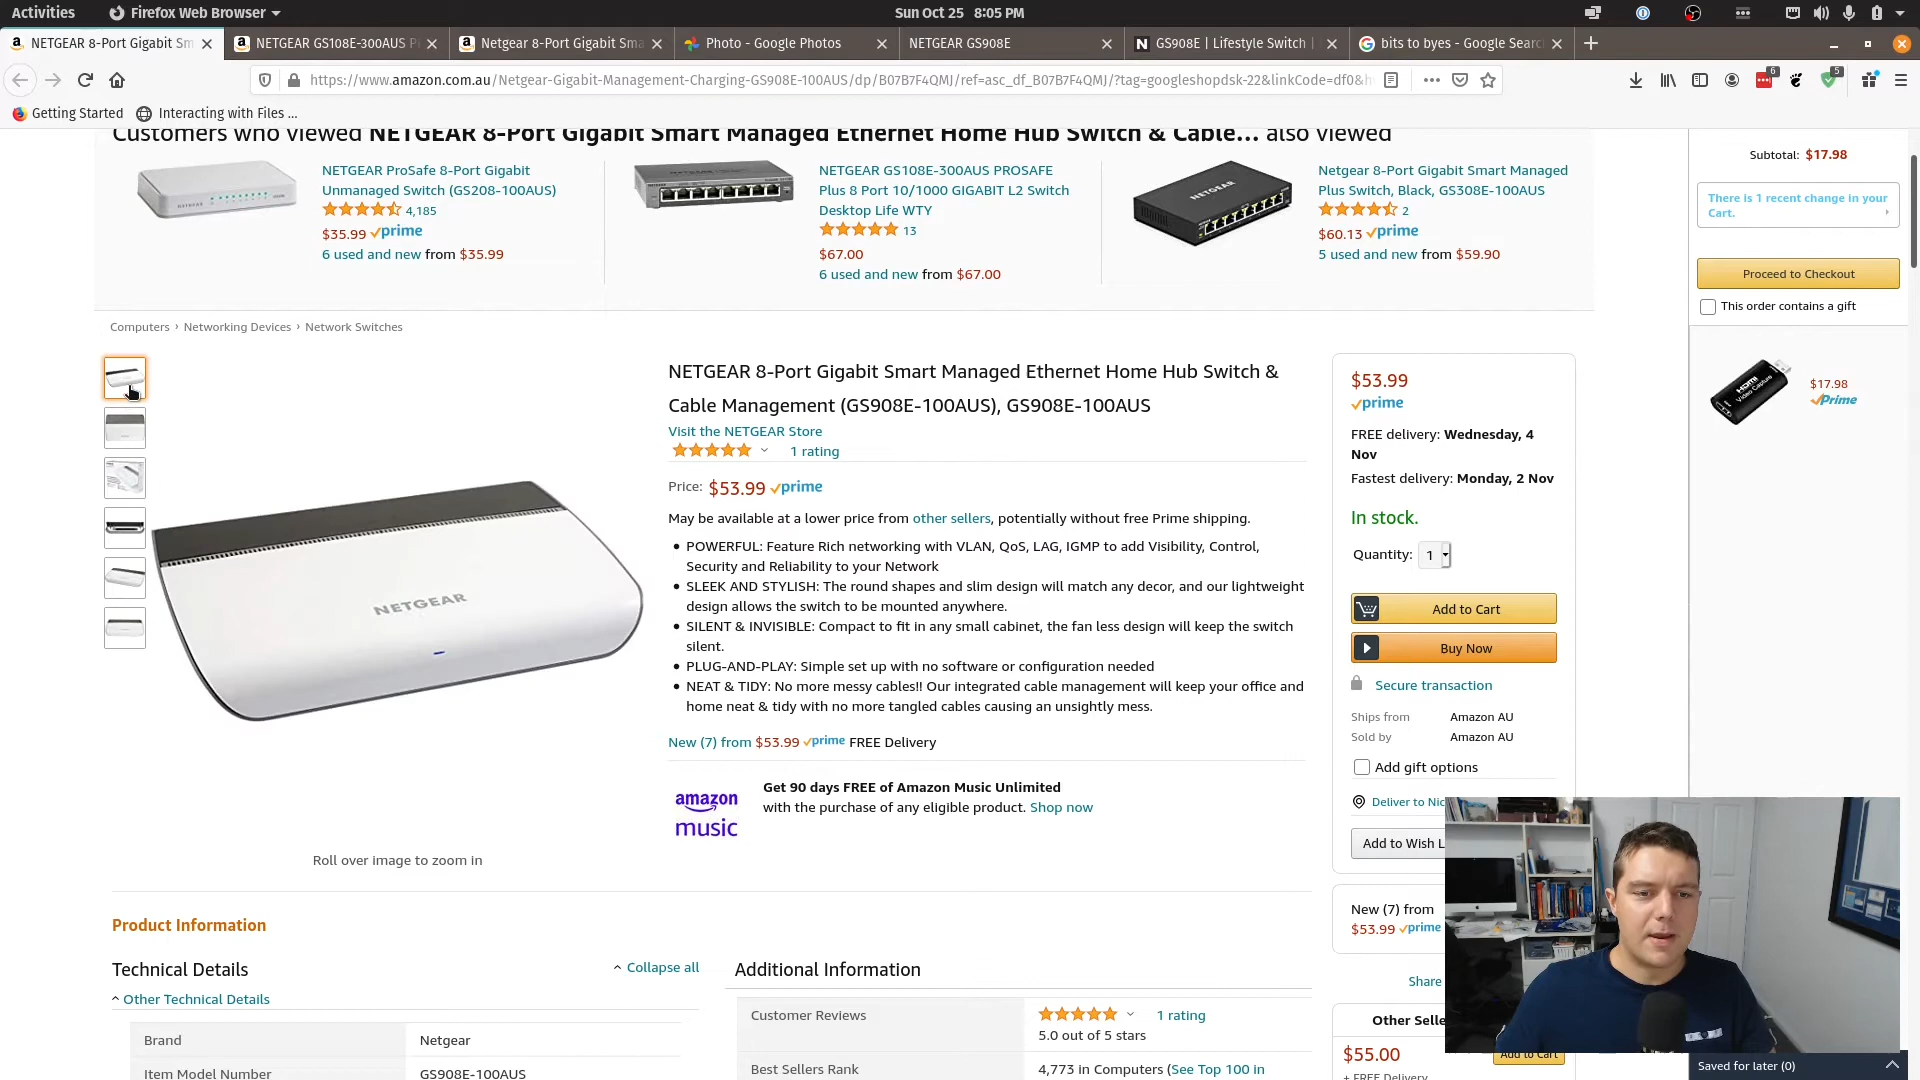 Activities
Firefox Web Browser
Sun Oct 25 8:05 PM
NETGEAR 8-Port Gigabit Sm
NETGEAR GS108E-300AUS P
Netgear 8-Port Gigabit Sma
Photo - Google Photos
NETGEAR GS908E
GS908E | Lifestyle Switch |
bits to byes - Google Searc
https://www.amazon.com.au/Netgear-Gigabit-Management-Charging-GS908E-100AUS/dp/B07B7F4QMJ/ref=asc_df_B07B7F4QMJ/?tag=googleshopdsk-22&linkCode=df0&h
6
5
Getting Started
Interacting with Files ...
Customers who viewed NETGEAR 8-Port Gigabit Smart Managed Ethernet Home Hub Switch & Cable... also viewed
NETGEAR ProSafe 8-Port Gigabit
Unmanaged Switch (GS208-100AUS)
4,185
$35.99 prime
6 used and new from $35.99
NETGEAR GS108E-300AUS PROSAFE
Plus 8 Port 10/1000 GIGABIT L2 Switch
Desktop Life WTY
13
$67.00
6 used and new from $67.00
NETGEAR
Netgear 8-Port Gigabit Smart Managed
Plus Switch, Black, GS308E-100AUS
2
$60.13 prime
5 used and new from $59.90
Subtotal: $17.98
There is 1 recent change in your
Cart.
Proceed to Checkout
This order contains a gift
HDMI
Video Capture
$17.98
Prime
Computers › Networking Devices › Network Switches
NETGEAR
Roll over image to zoom in
NETGEAR 8-Port Gigabit Smart Managed Ethernet Home Hub Switch &
Cable Management (GS908E-100AUS), GS908E-100AUS
Visit the NETGEAR Store
1 rating
Price: $53.99 prime
May be available at a lower price from other sellers, potentially without free Prime shipping.
• POWERFUL: Feature Rich networking with VLAN, QoS, LAG, IGMP to add Visibility, Control,
Security and Reliability to your Network
• SLEEK AND STYLISH: The round shapes and slim design will match any decor, and our lightweight
design allows the switch to be mounted anywhere.
• SILENT & INVISIBLE: Compact to fit in any small cabinet, the fan less design will keep the switch
silent.
• PLUG-AND-PLAY: Simple set up with no software or configuration needed
• NEAT & TIDY: No more messy cables!! Our integrated cable management will keep your office and
home neat & tidy with no more tangled cables causing an unsightly mess.
New (7) from $53.99 prime FREE Delivery
amazon
music
Get 90 days FREE of Amazon Music Unlimited
with the purchase of any eligible product. Shop now
$53.99
prime
FREE delivery: Wednesday, 4
Nov
Fastest delivery: Monday, 2 Nov
In stock.
Quantity: 1
Add to Cart
Buy Now
Secure transaction
Ships from Amazon AU
Sold by Amazon AU
Add gift options
Deliver to Nic
Add to Wish L
New (7) from
$53.99 prime
Share
Other Selle
$55.00
Add to Cart
+ FREE Delivery
Saved for later (0)
Product Information
Technical Details
Collapse all
Other Technical Details
Brand Netgear
Item Model Number GS908E-100AUS
Additional Information
Customer Reviews
1 rating
5.0 out of 5 stars
Best Sellers Rank
4,773 in Computers (See Top 100 in